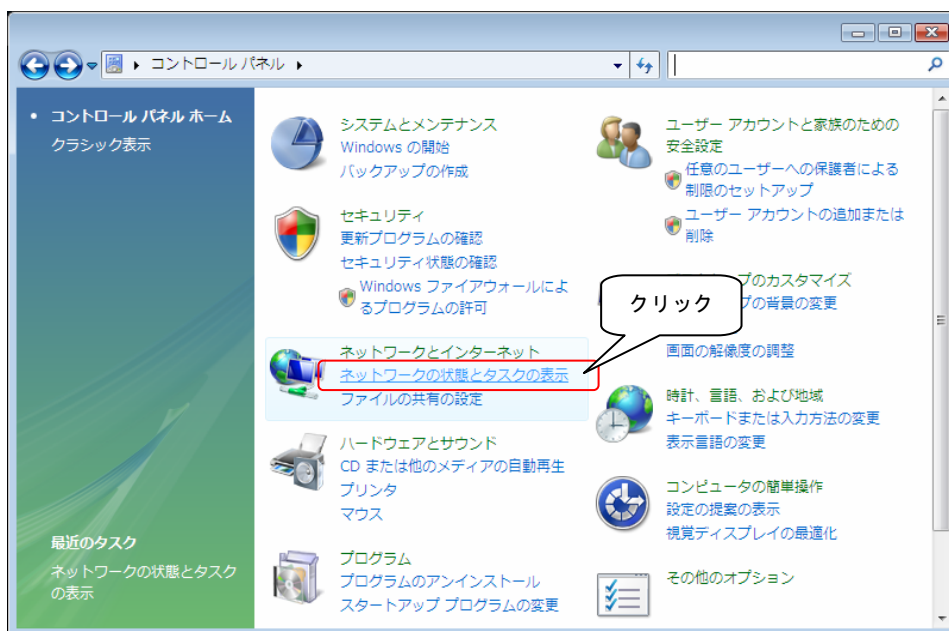 コントロール パネル
コントロール パネル ホーム
クラシック表示
最近のタスク
ネットワークの状態とタスク
の表示
システムとメンテナンス
Windows の開始
バックアップの作成
セキュリティ
更新プログラムの確認
セキュリティ状態の確認
Windows ファイアウォールによ
るプログラムの許可
ネットワークとインターネット
ネットワークの状態とタスクの表示
ファイルの共有の設定
ハードウェアとサウンド
CD または他のメディアの自動再生
プリンタ
マウス
プログラム
プログラムのアンインストール
スタートアップ プログラムの変更
ユーザー アカウントと家族のための
安全設定
任意のユーザーへの保護者による
制限のセットアップ
ユーザー アカウントの追加または
削除
クリック
プのカスタマイズ
プの背景の変更
画面の解像度の調整
時計、言語、および地域
キーボードまたは入力方法の変更
表示言語の変更
コンピュータの簡単操作
設定の提案の表示
視覚ディスプレイの最適化
その他のオプション